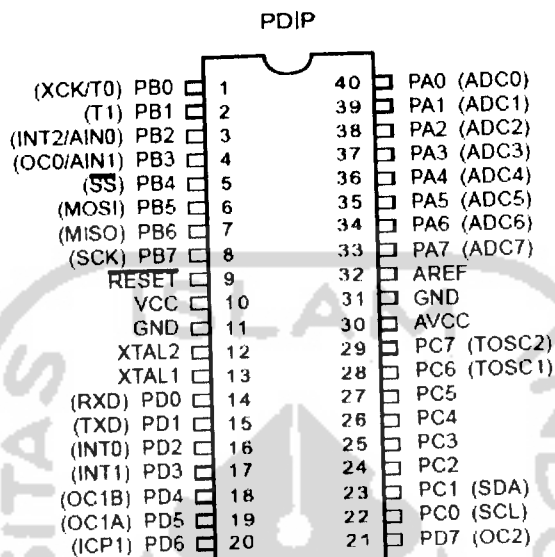 PDIP
(XCK/T0) PB0 1 40 PA0 (ADC0)
(T1) PB1 2 39 PA1 (ADC1)
(INT2/AIN0) PB2 3 38 PA2 (ADC2)
(OC0/AIN1) PB3 4 37 PA3 (ADC3)
(SS) PB4 5 36 PA4 (ADC4)
(MOSI) PB5 6 35 PA5 (ADC5)
(MISO) PB6 7 34 PA6 (ADC6)
(SCK) PB7 8 33 PA7 (ADC7)
RESET 9 32 AREF
VCC 10 31 GND
GND 11 30 AVCC
XTAL2 12 29 PC7 (TOSC2)
XTAL1 13 28 PC6 (TOSC1)
(RXD) PD0 14 27 PC5
(TXD) PD1 15 26 PC4
(INT0) PD2 16 25 PC3
(INT1) PD3 17 24 PC2
(OC1B) PD4 18 23 PC1 (SDA)
(OC1A) PD5 19 22 PC0 (SCL)
(ICP1) PD6 20 21 PD7 (OC2)
ISLAM
ITAS